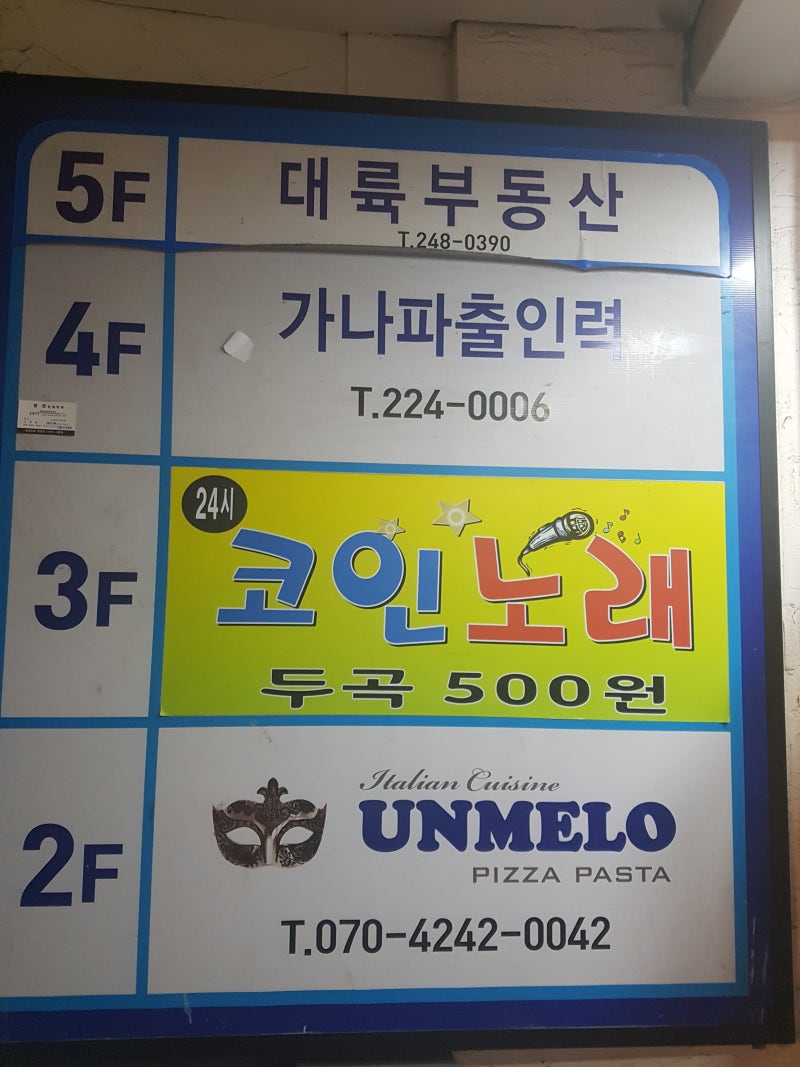 5F
대륙부동산
T.248-0390
4F
가나파출인력
T.224-0006
3F
24시
코인노래
두곡 500원
2F
Italian Cuisine
UNMELO
PIZZA PASTA
T.070-4242-0042